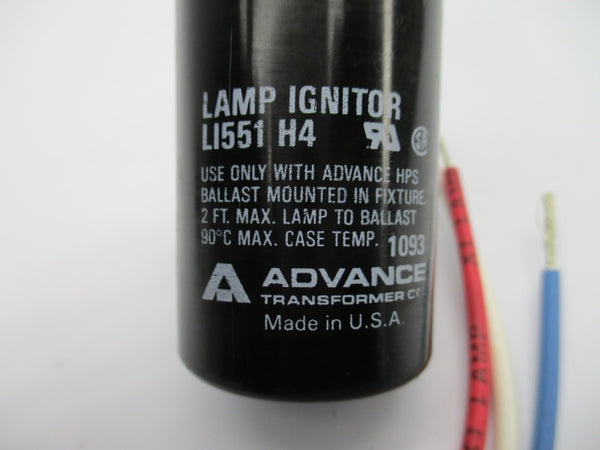 LAMP IGNITOR
LI551 H4
USE ONLY WITH ADVANCE HPS
BALLAST MOUNTED IN FIXTURE.
2 FT. MAX. LAMP TO BALLAST
90°C MAX. CASE TEMP. 1093
ADVANCE
TRANSFORMER
Made in U.S.A.
LAMP